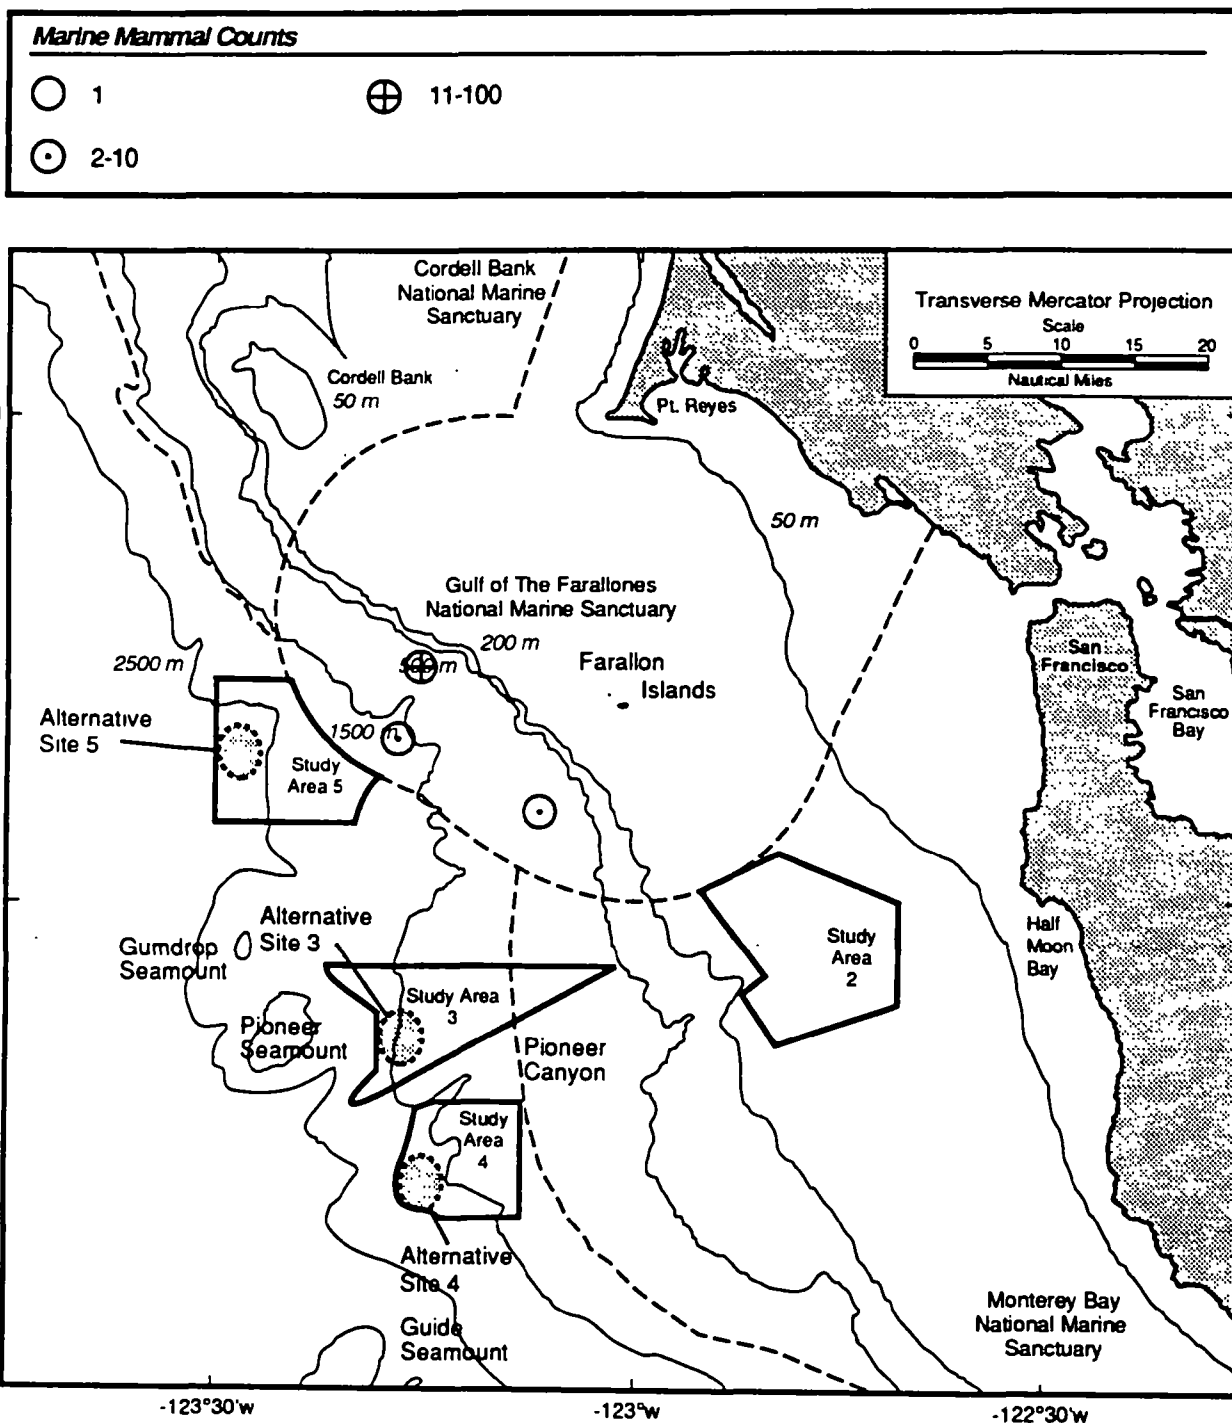 Marine Mammal Counts
1
11-100
2-10
Cordell Bank
National Marine
Sanctuary
Transverse Mercator Projection
Scale
0 5 10 15 20
Nautical Miles
Cordell Bank
50 m
Pt. Reyes
50 m
Gulf of The Farallones
National Marine Sanctuary
200 m
2500 m
Farallon
Islands
San
Francisco
San
Francisco
Bay
Alternative
Site 5
1500 m
Study
Area 5
Alternative
Site 3
Gumdrop
Seamount
Study
Area
2
Half
Moon
Bay
Study Area
3
Pioneer
Seamount
Pioneer
Canyon
Study
Area
4
Alternative
Site 4
Guide
Seamount
Monterey Bay
National Marine
Sanctuary
-123°30'W
-123°W
-122°30'W